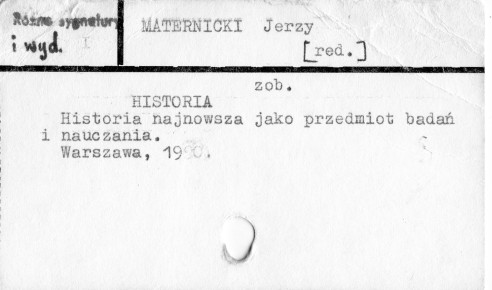 Różne sygnatury
i wyd.
MATERNICKI Jerzy
[red.]
zob.
HISTORIA
Historia najnowsza jako przedmiot badań
i nauczania.
Warszawa, 19